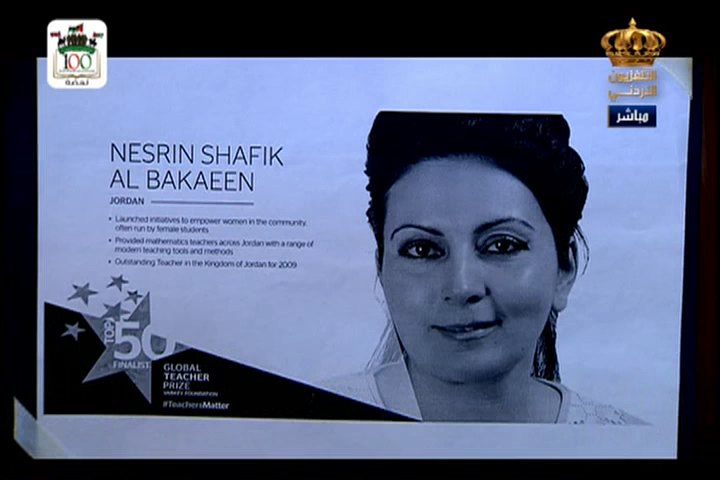 100
نهضة
التلفزيون
الاردني
مباشر
NESRIN SHAFIK
AL BAKAEEN
JORDAN
• Launched initiatives to empower women in the community,
often run by female students
• Provided mathematics teachers across Jordan with a range of
modern teaching tools and methods
• Outstanding Teacher in the Kingdom of Jordan for 2009
TOP
50
FINALIST
GLOBAL
TEACHER
PRIZE
VARKEY FOUNDATION
#TeachersMatter